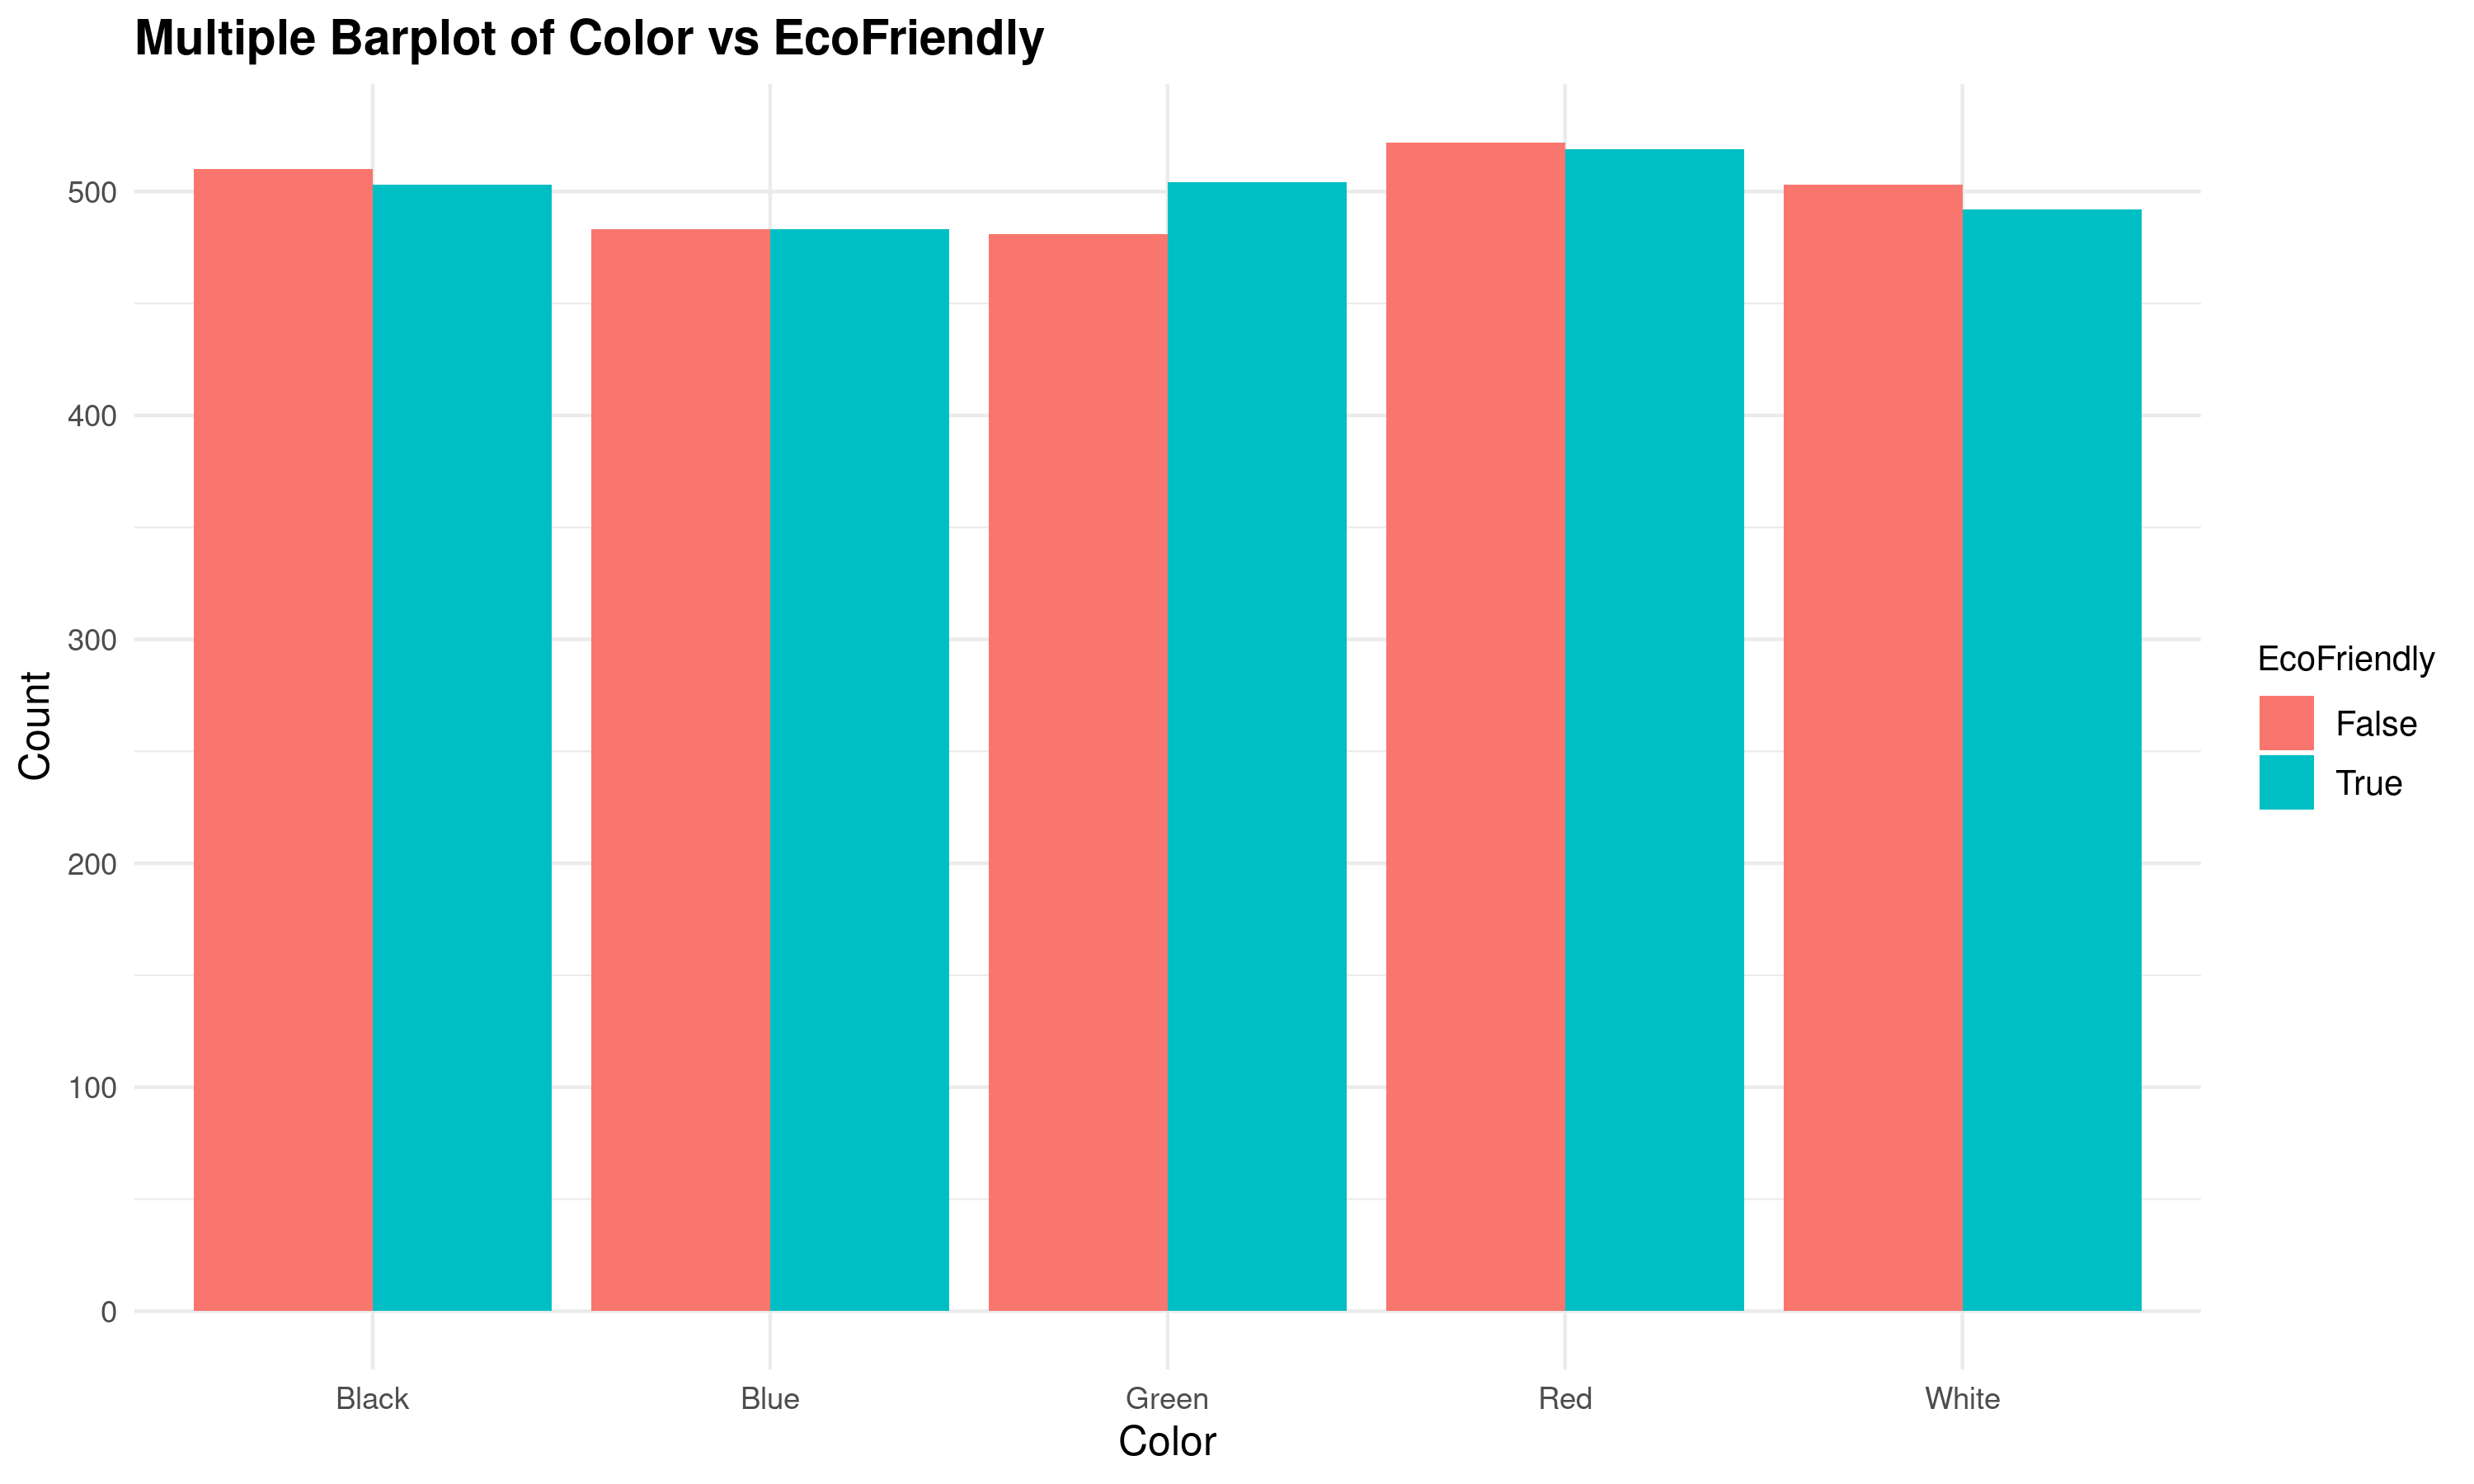 Multiple Barplot of Color vs EcoFriendly
Count
500
400
300
200
100
0
Black Blue Green Red White
Color
EcoFriendly
False
True